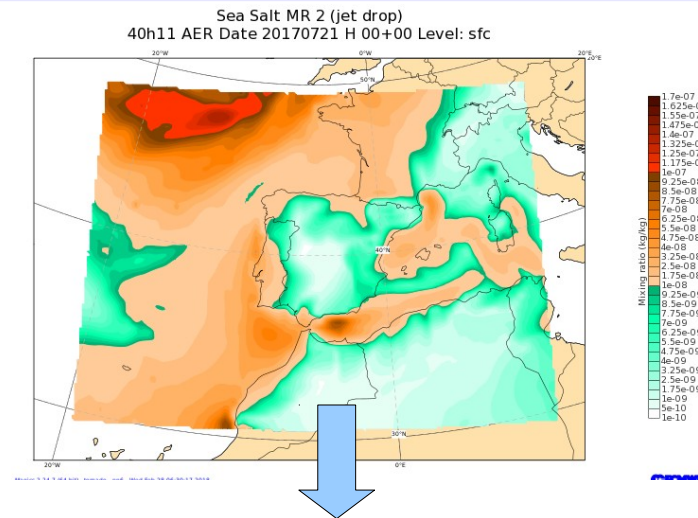 Sea Salt MR 2 (jet drop)
40h11 AER Date 20170721 H 00+00 Level: sfc
20°W 0°W 20°E
20°E
50°N
40°N
30°N
20°W 0°E
Mixing ratio (kg/kg)
1.7e-07
1.625e-0
1.55e-07
1.475e-0
1.4e-07
1.325e-0
1.25e-07
1.175e-0
1e-07
9.25e-08
8.5e-08
7.75e-08
7e-08
6.25e-08
5.5e-08
4.75e-08
4e-08
3.25e-08
2.5e-08
1.75e-08
1e-08
9.25e-09
8.5e-09
7.75e-09
7e-09
6.25e-09
5.5e-09
4.75e-09
4e-09
3.25e-09
2.5e-09
1.75e-09
1e-09
5e-10
1e-10